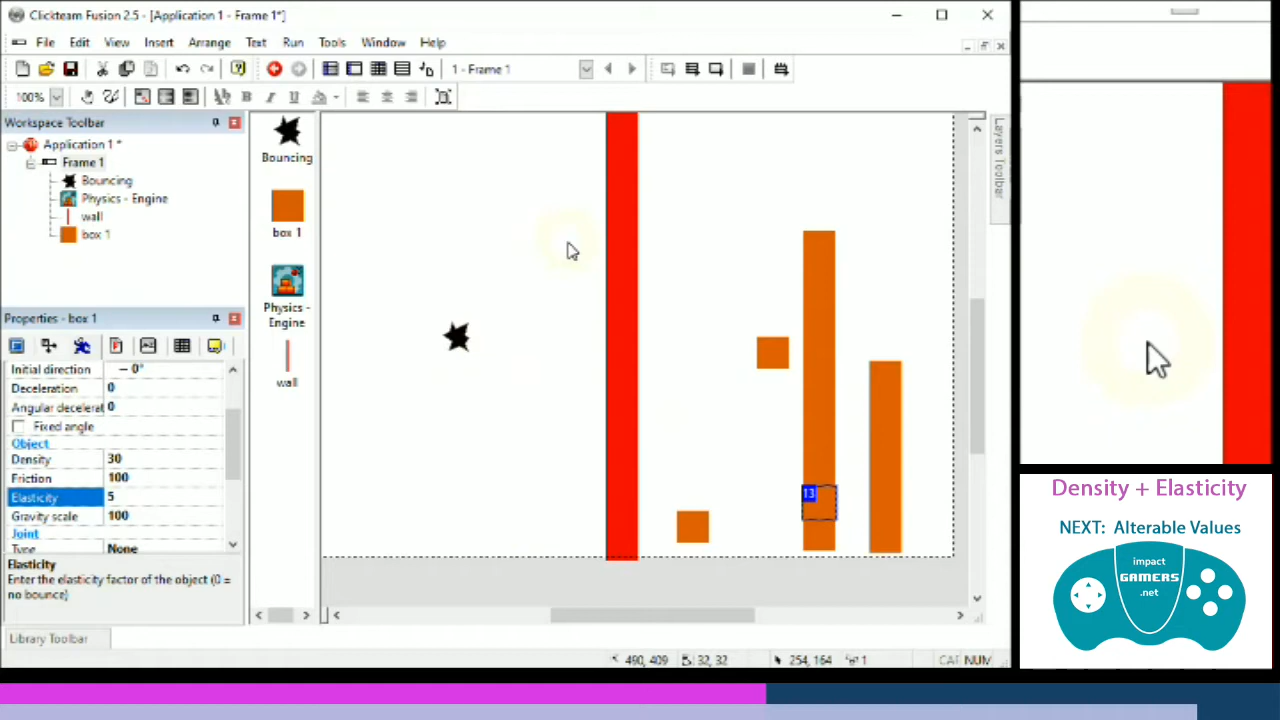 Clickteam Fusion 2.5 - [Application 1 - Frame 1*]
File Edit View Insert Arrange Text Run Tools Window Help
1 - Frame 1
100%
Workspace Toolbar
Application 1 *
Frame 1
Bouncing
Physics - Engine
wall
box 1
Bouncing
box 1
Physics -
Engine
wall
Layers Toolbar
13
Properties - box 1
Initial direction — 0°
Deceleration 0
Angular decelerat 0
Fixed angle
Object
Density 30
Friction 100
Elasticity 5
Gravity scale 100
Joint
Type None
Elasticity
Enter the elasticity factor of the object (0 =
no bounce)
Library Toolbar
490, 409 32, 32 254, 164 1 CAP NUM
Density + Elasticity
NEXT: Alterable Values
impact
GAMERS
.net